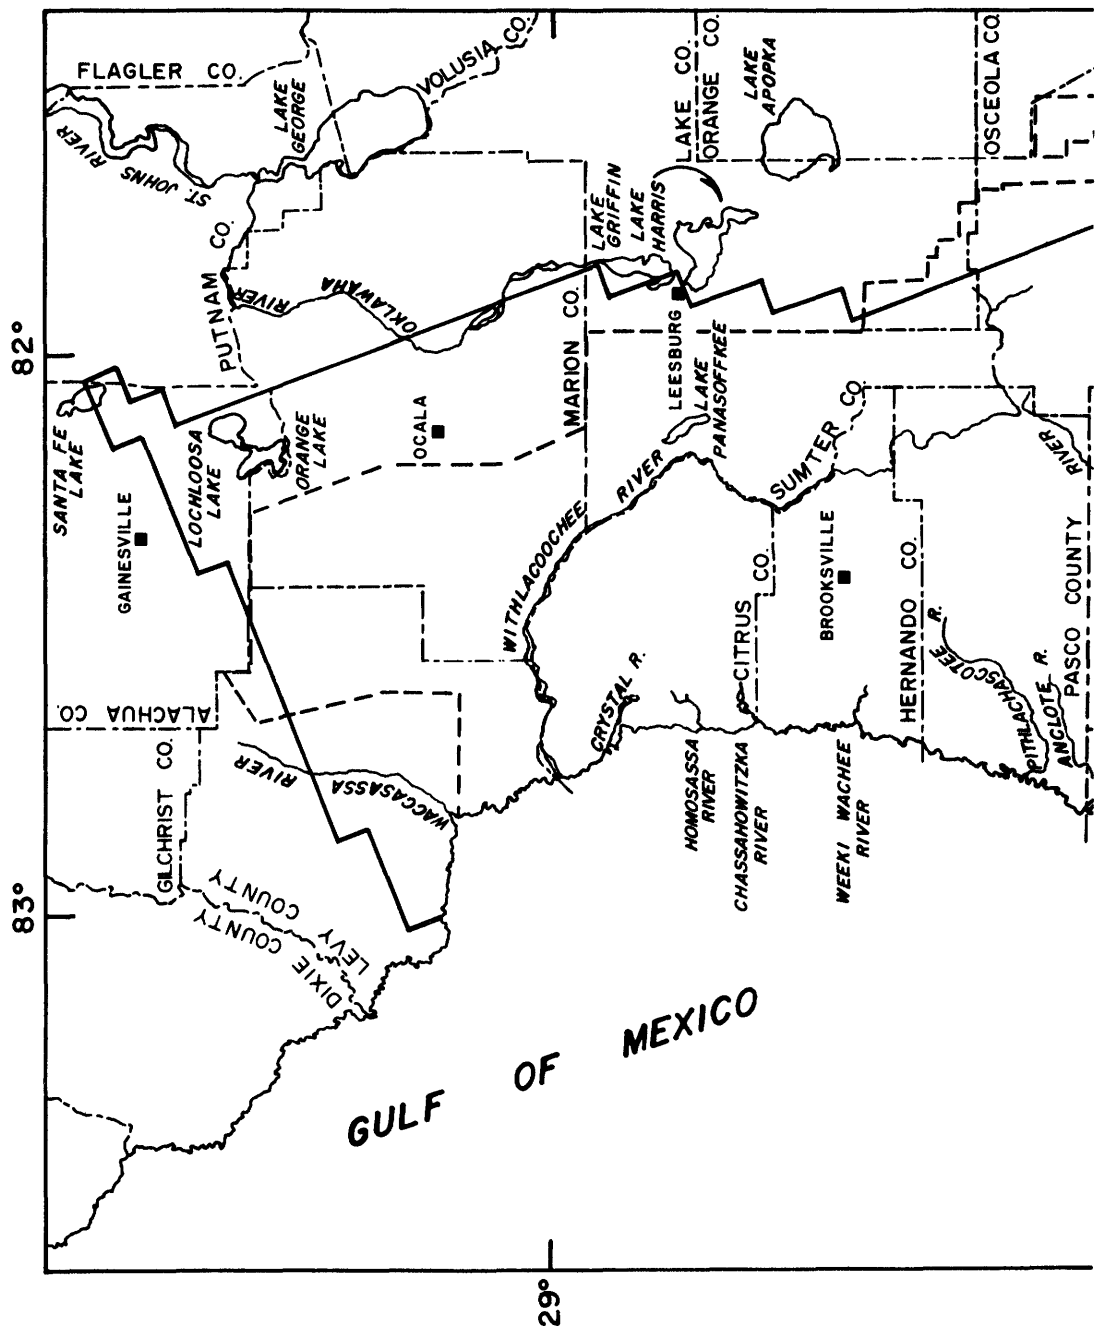 FLAGLER CO.
VOLUSIA CO.
LAKE
GEORGE
LAKE CO.
ORANGE CO.
LAKE
APOPKA
OSCEOLA CO.
ST. JOHNS RIVER
PUTNAM CO.
OKLAWAHA RIVER
LAKE
GRIFFIN
LAKE
HARRIS
82°
MARION CO.
LEESBURG
LAKE
PANASOFFKEE
SANTA FE
LAKE
LOCHLOOSA
LAKE
ORANGE
LAKE
OCALA
SUMTER CO.
RIVER
GAINESVILLE
WITHLACOOCHEE RIVER
BROOKSVILLE
CITRUS CO.
HERNANDO CO.
PASCO COUNTY
ALACHUA CO.
GILCHRIST CO.
WACCASASSA RIVER
CRYSTAL R.
PITHLACHASCOTEE R.
ANCLOTE R.
HOMOSASSA
RIVER
CHASSAHOWITZKA
RIVER
WEEKI WACHEE
RIVER
83°
LEVY COUNTY
DIXIE COUNTY
GULF OF MEXICO
29°